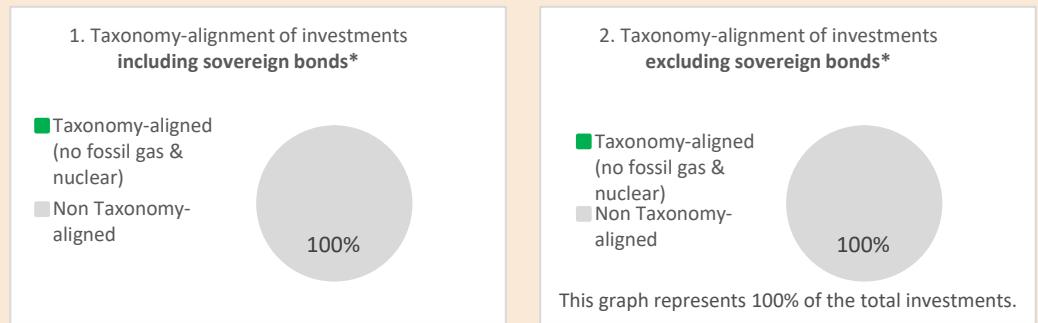 1. Taxonomy-alignment of investments
including sovereign bonds*
Taxonomy-aligned
(no fossil gas &
nuclear)
Non Taxonomy-
aligned
100%
2. Taxonomy-alignment of investments
excluding sovereign bonds*
Taxonomy-aligned
(no fossil gas &
nuclear)
Non Taxonomy-
aligned
100%
This graph represents 100% of the total investments.